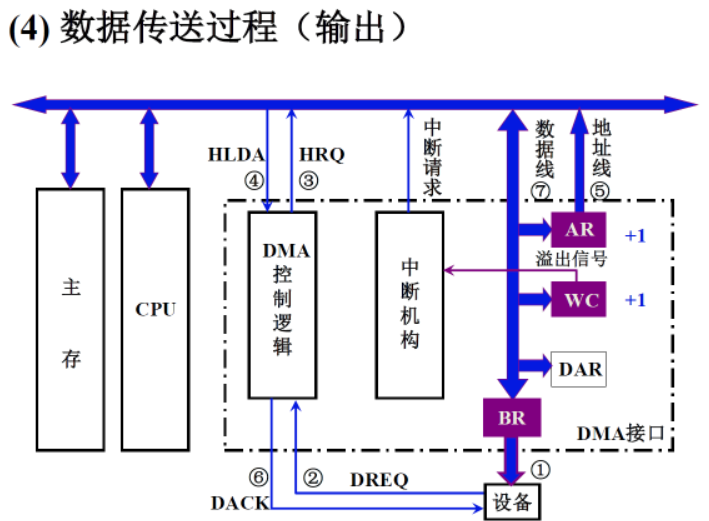 (4) 数据传送过程（输出）
HLDA
④
HRQ
③
中断请求
数据线
⑦
地址线
⑤
主存
CPU
DMA
控制逻辑
中断机构
AR
+1
溢出信号
WC
+1
DAR
BR
DMA接口
⑥
②
DREQ
①
DACK
设备